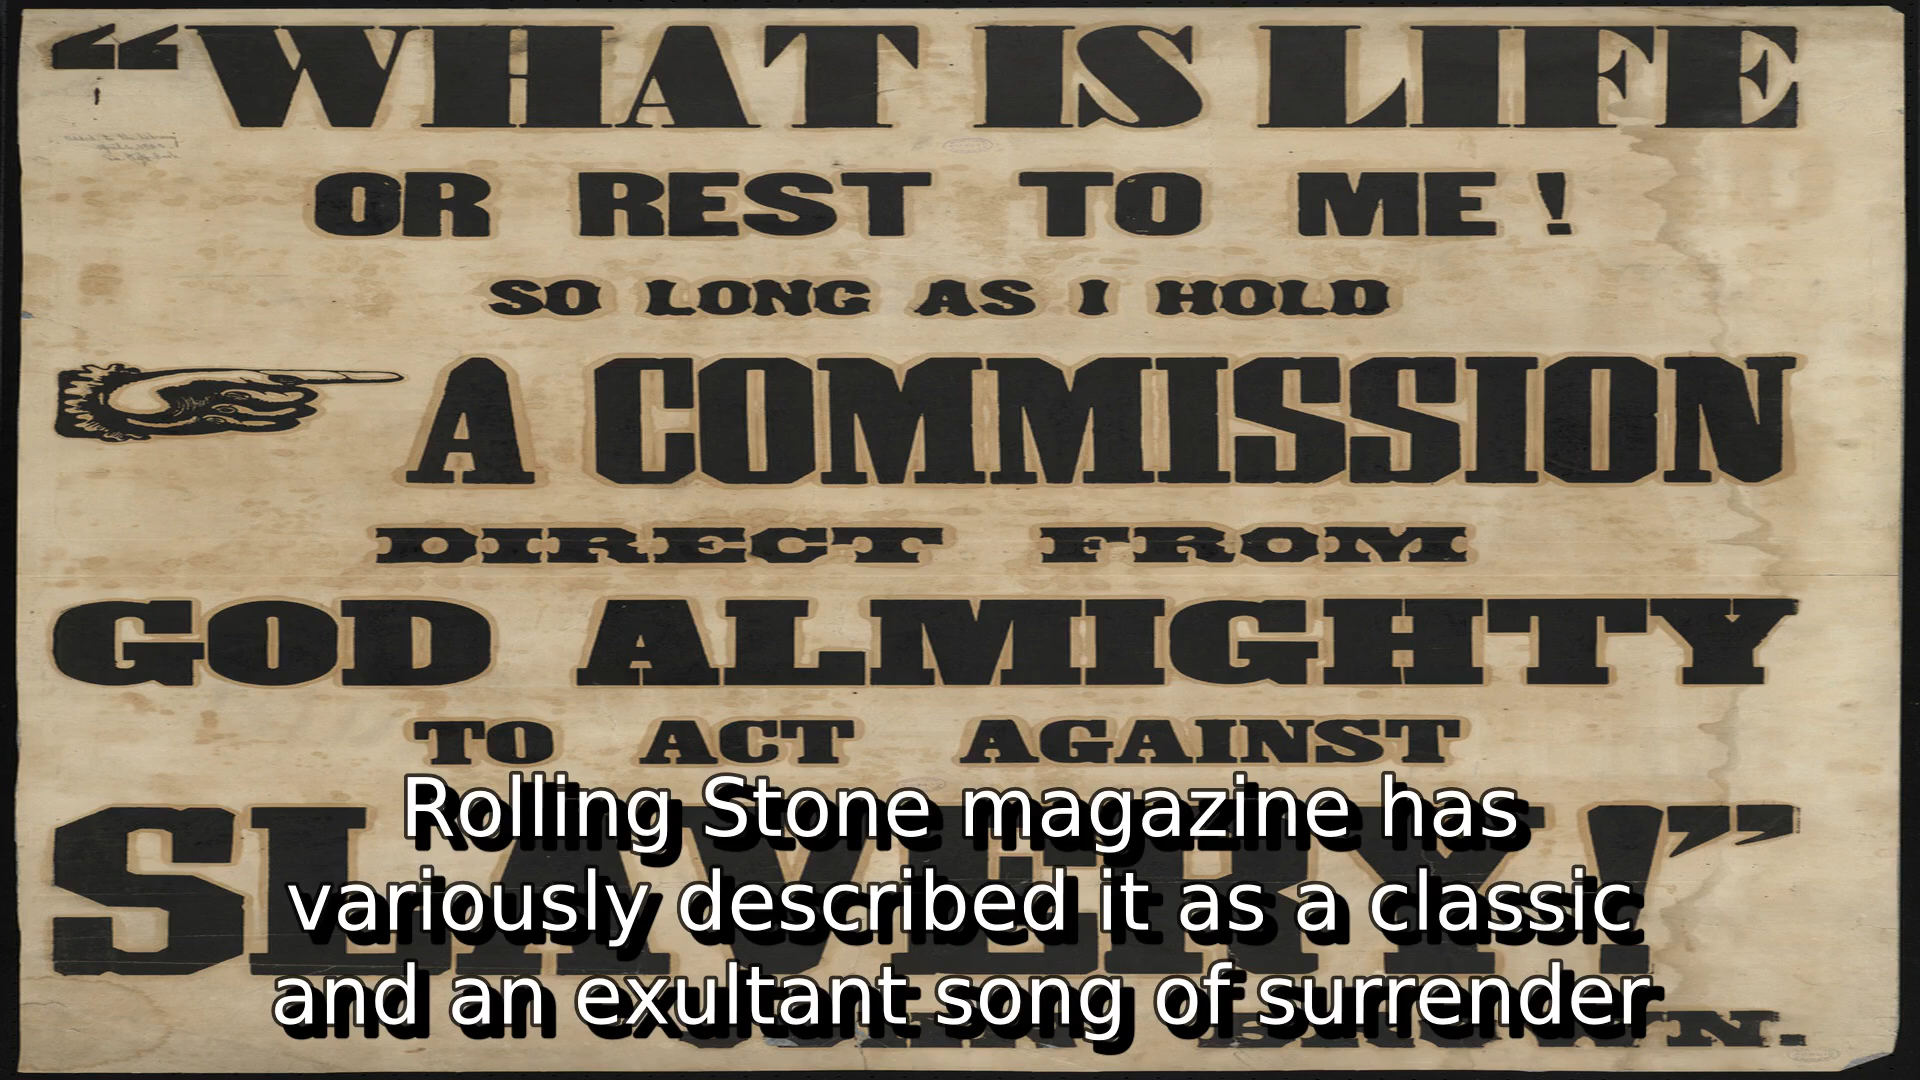 “WHAT IS LIFE
OR REST TO ME!
SO LONG AS I HOLD
A COMMISSION
DIRECT FROM
GOD ALMIGHTY
TO ACT AGAINST
SLAVERY!”
Rolling Stone magazine has
variously described it as a classic
and an exultant song of surrender